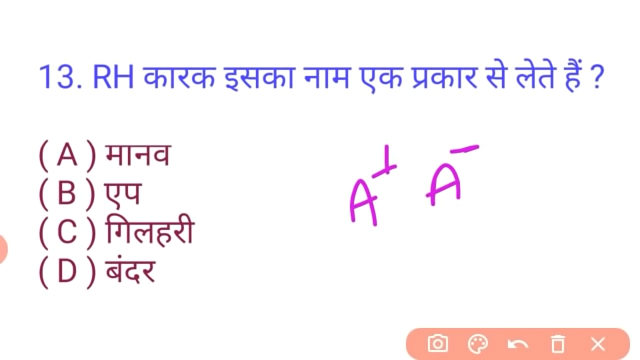 13. RH कारक इसका नाम एक प्रकार से लेते हैं ?
( A ) मानव
( B ) एप
( C ) गिलहरी
( D ) बंदर
A+ A-